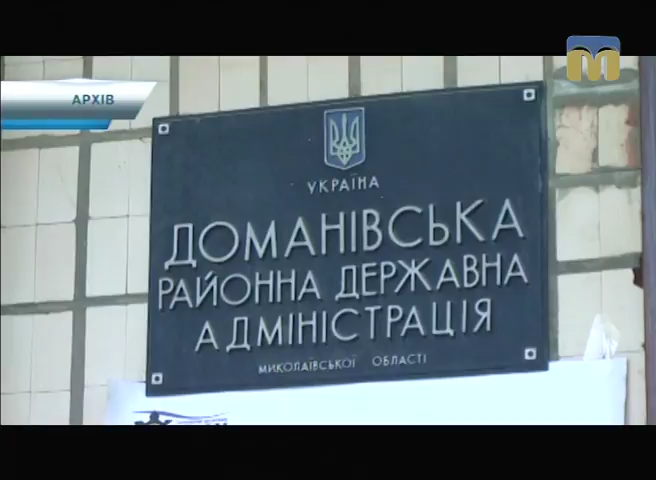 АРХІВ
УКРАЇНА
ДОМАНІВСЬКА
РАЙОННА ДЕРЖАВНА
АДМІНІСТРАЦІЯ
МИКОЛАЇВСЬКОЇ ОБЛАСТІ